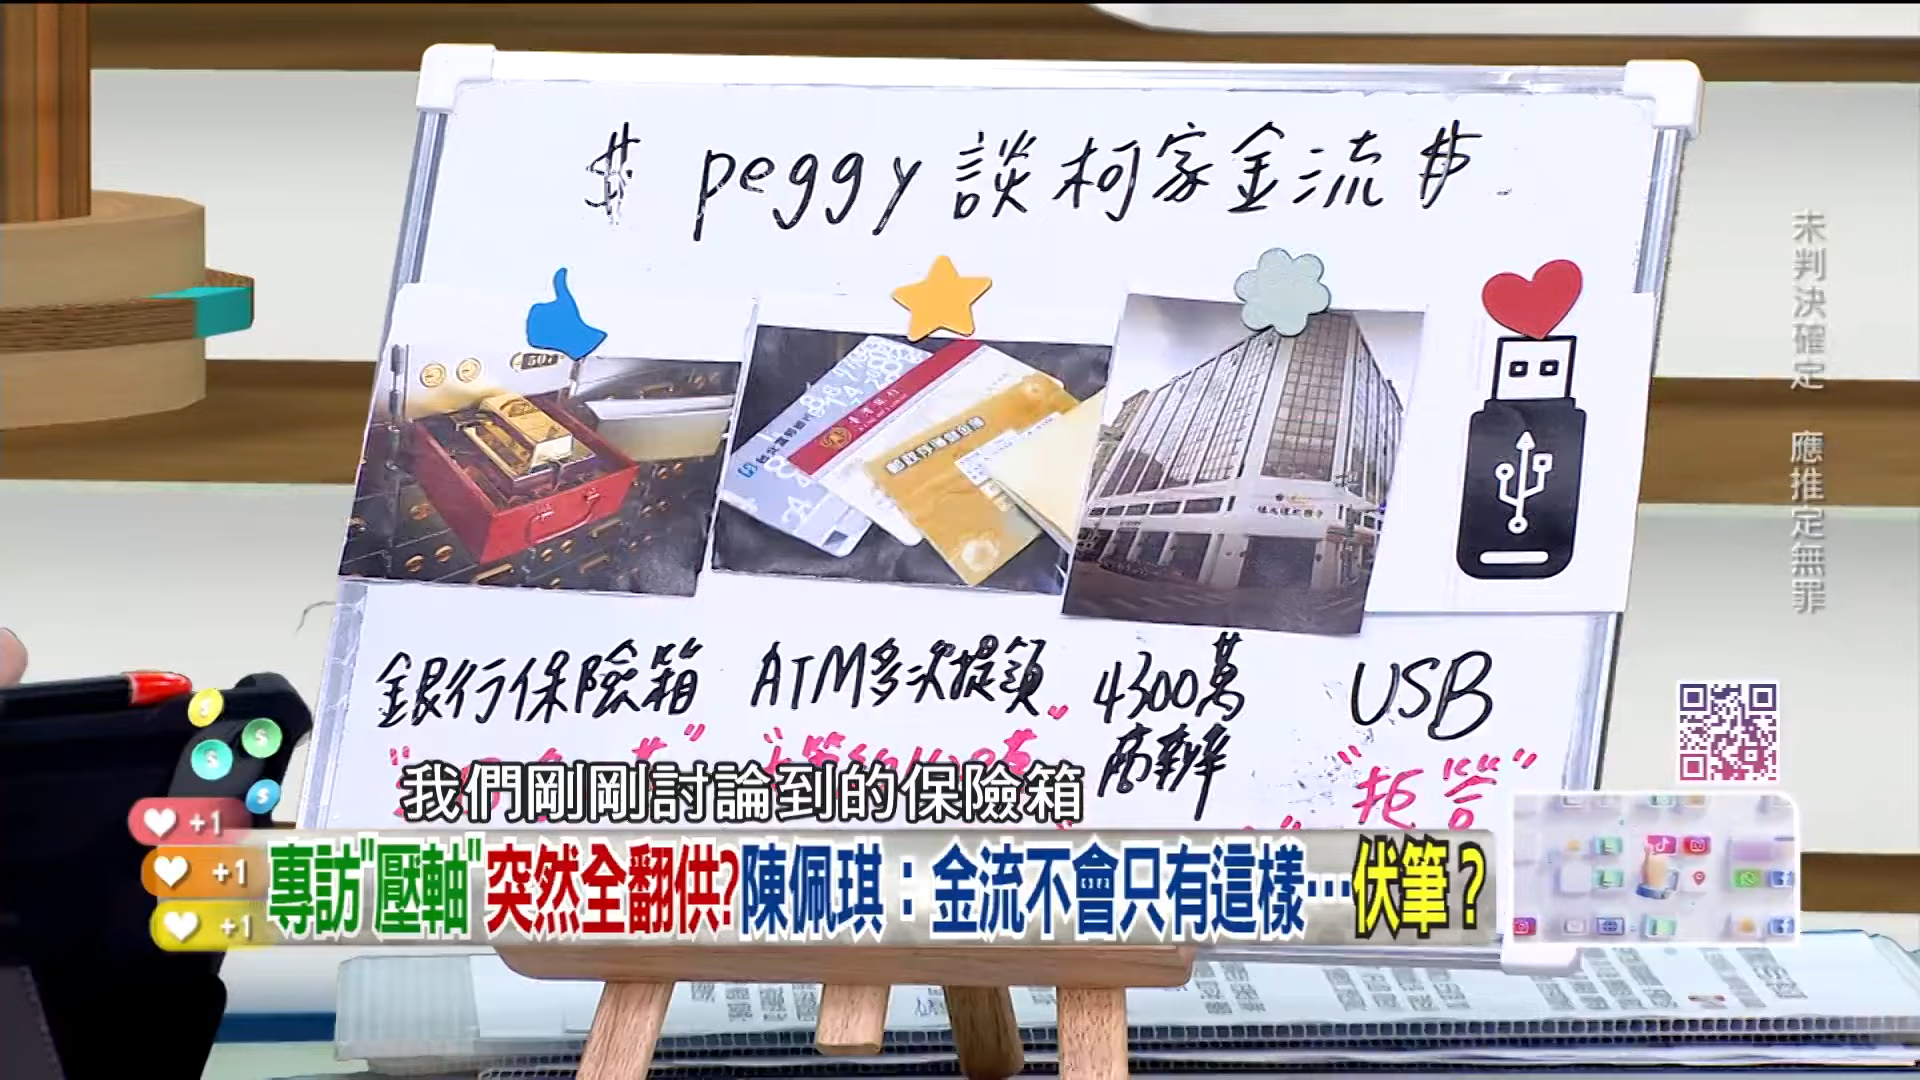 $ peggy 談柯家金流 $
銀行保險箱
ATM多次提領
4300萬
商辦
USB
"拒答"
我們剛剛討論到的保險箱
專訪"壓軸"突然全翻供?陳佩琪：金流不會只有這樣…伏筆？
+1
+1
+1
未判決確定 應推定無罪